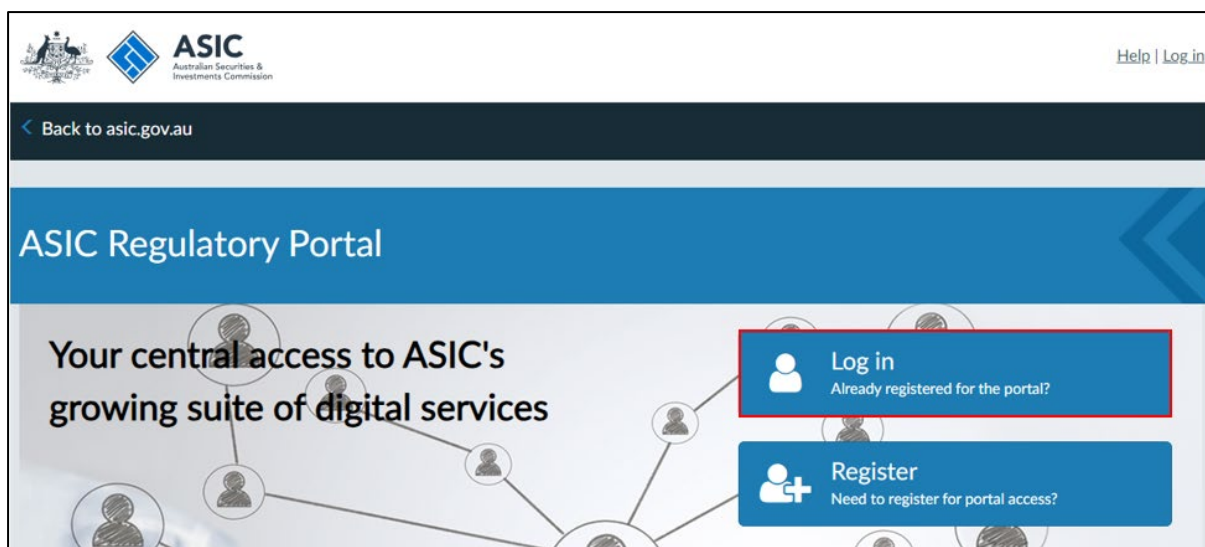 ASIC
Australian Securities &
Investments Commission
Help | Log in
Back to asic.gov.au
ASIC Regulatory Portal
Your central access to ASIC's
growing suite of digital services
Log in
Already registered for the portal?
Register
Need to register for portal access?